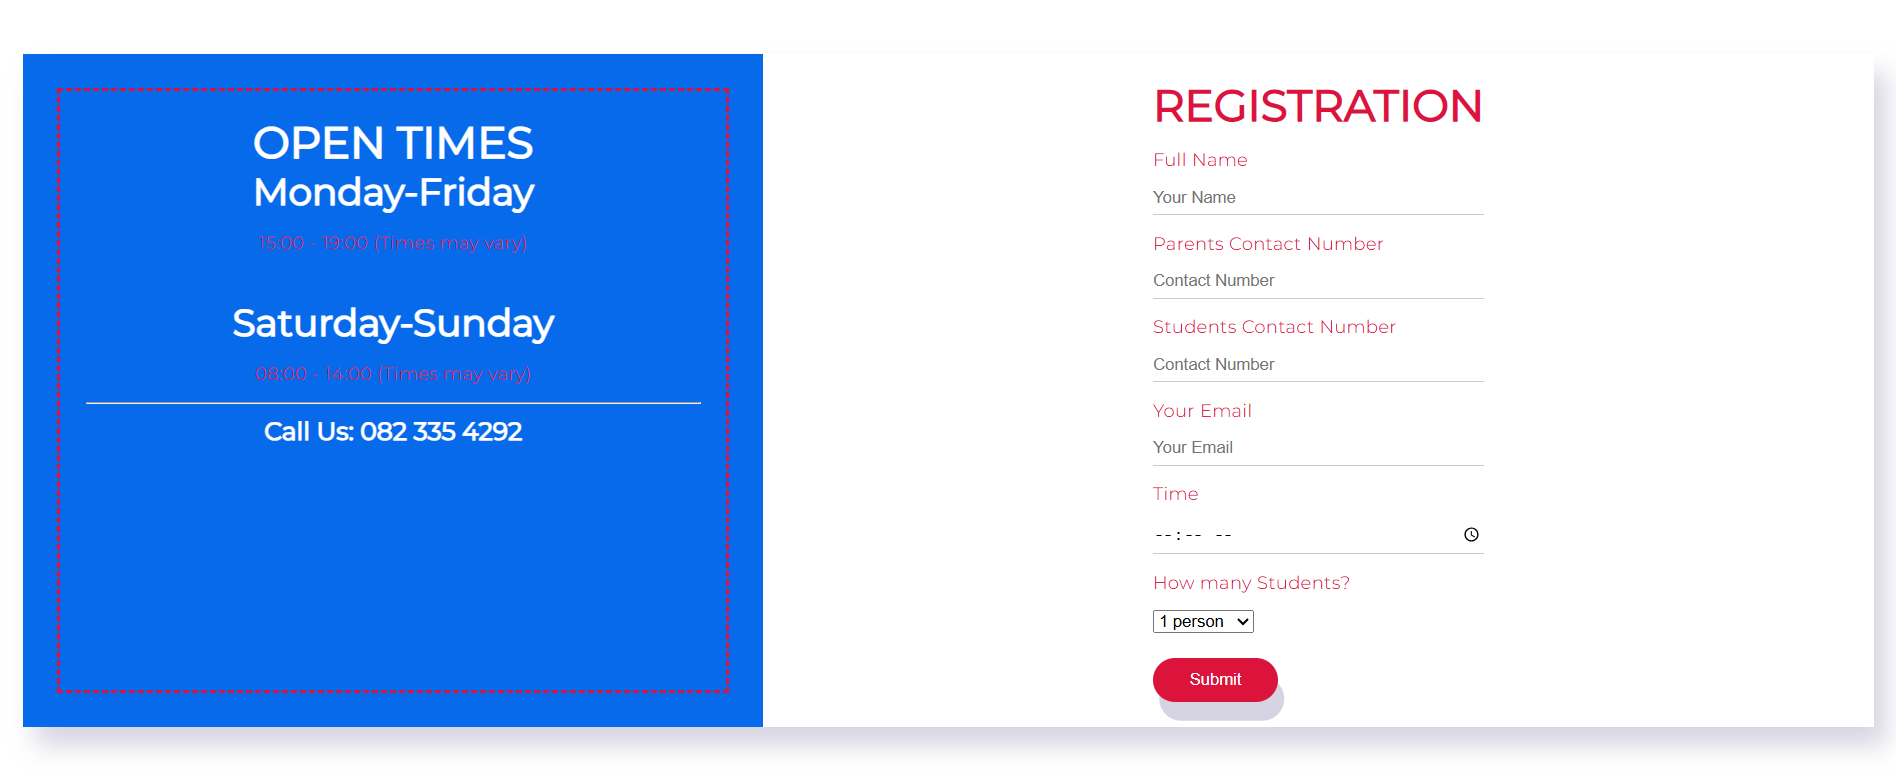 OPEN TIMES
Monday-Friday
15:00 - 19:00 (Times may vary)
Saturday-Sunday
08:00 - 14:00 (Times may vary)
Call Us: 082 335 4292
REGISTRATION
Full Name
Your Name
Parents Contact Number
Contact Number
Students Contact Number
Contact Number
Your Email
Your Email
Time
--:-- --
How many Students?
1 person
Submit